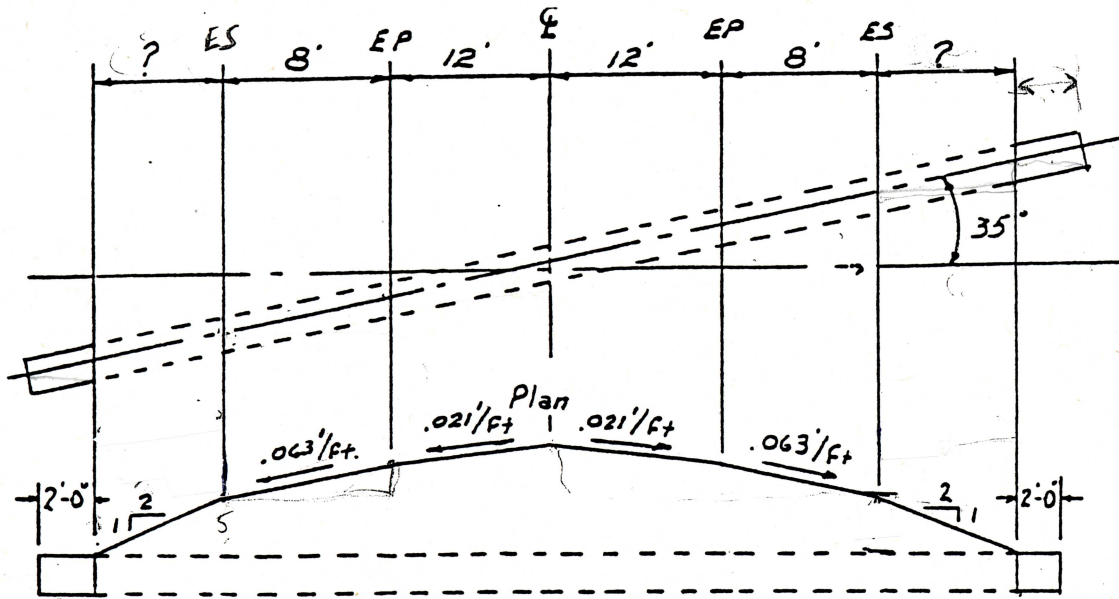 ℄
? ES 8' EP 12' 12' EP 8' ES ?
35°
Plan
.063'/Ft. .021'/Ft .021'/Ft .063'/Ft
2'-0" 1 2 S 2 1 2'-0"